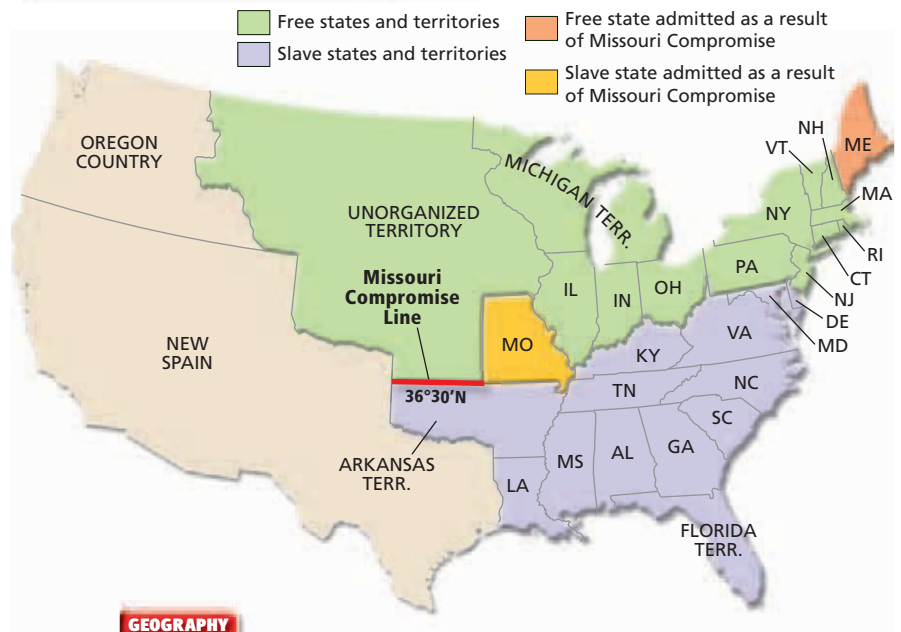 Free states and territories
Slave states and territories
Free state admitted as a result
of Missouri Compromise
Slave state admitted as a result
of Missouri Compromise
OREGON
COUNTRY
UNORGANIZED
TERRITORY
MICHIGAN TERR.
NH
VT
ME
MA
NY
RI
CT
NJ
DE
MD
PA
Missouri
Compromise
Line
IL
IN
OH
NEW
SPAIN
MO
VA
KY
36°30'N
TN
NC
SC
ARKANSAS
TERR.
LA
MS
AL
GA
FLORIDA
TERR.
GEOGRAPHY